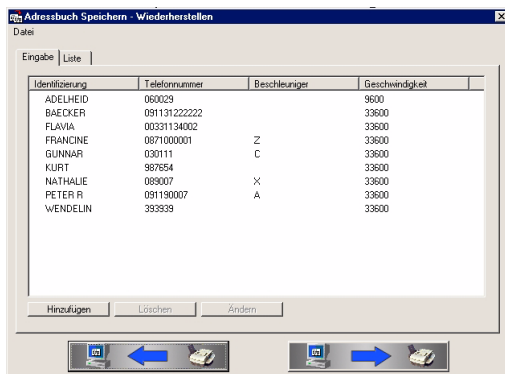 Adressbuch Speichern - Wiederherstellen
Datei
Eingabe Liste
Identifizierung Telefonnummer Beschleuniger Geschwindigkeit
ADELHEID 060029 9600
BAECKER 091131222222 33600
FLAVIA 00331134002 33600
FRANCINE 0871000001 Z 33600
GUNNAR 030111 C 33600
KURT 987654 33600
NATHALIE 089007 X 33600
PETER R 091190007 A 33600
WENDELIN 393939 33600
Hinzufügen Löschen Ändern